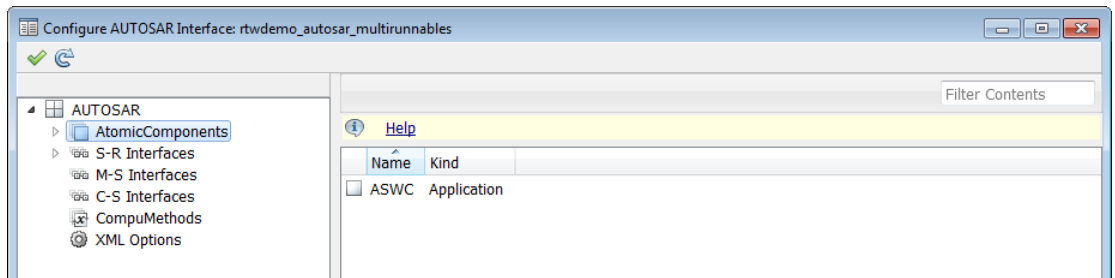 Configure AUTOSAR Interface: rtwdemo_autosar_multirunnables
Filter Contents
AUTOSAR
AtomicComponents
S-R Interfaces
M-S Interfaces
C-S Interfaces
CompuMethods
XML Options
Help
Name Kind
ASWC Application